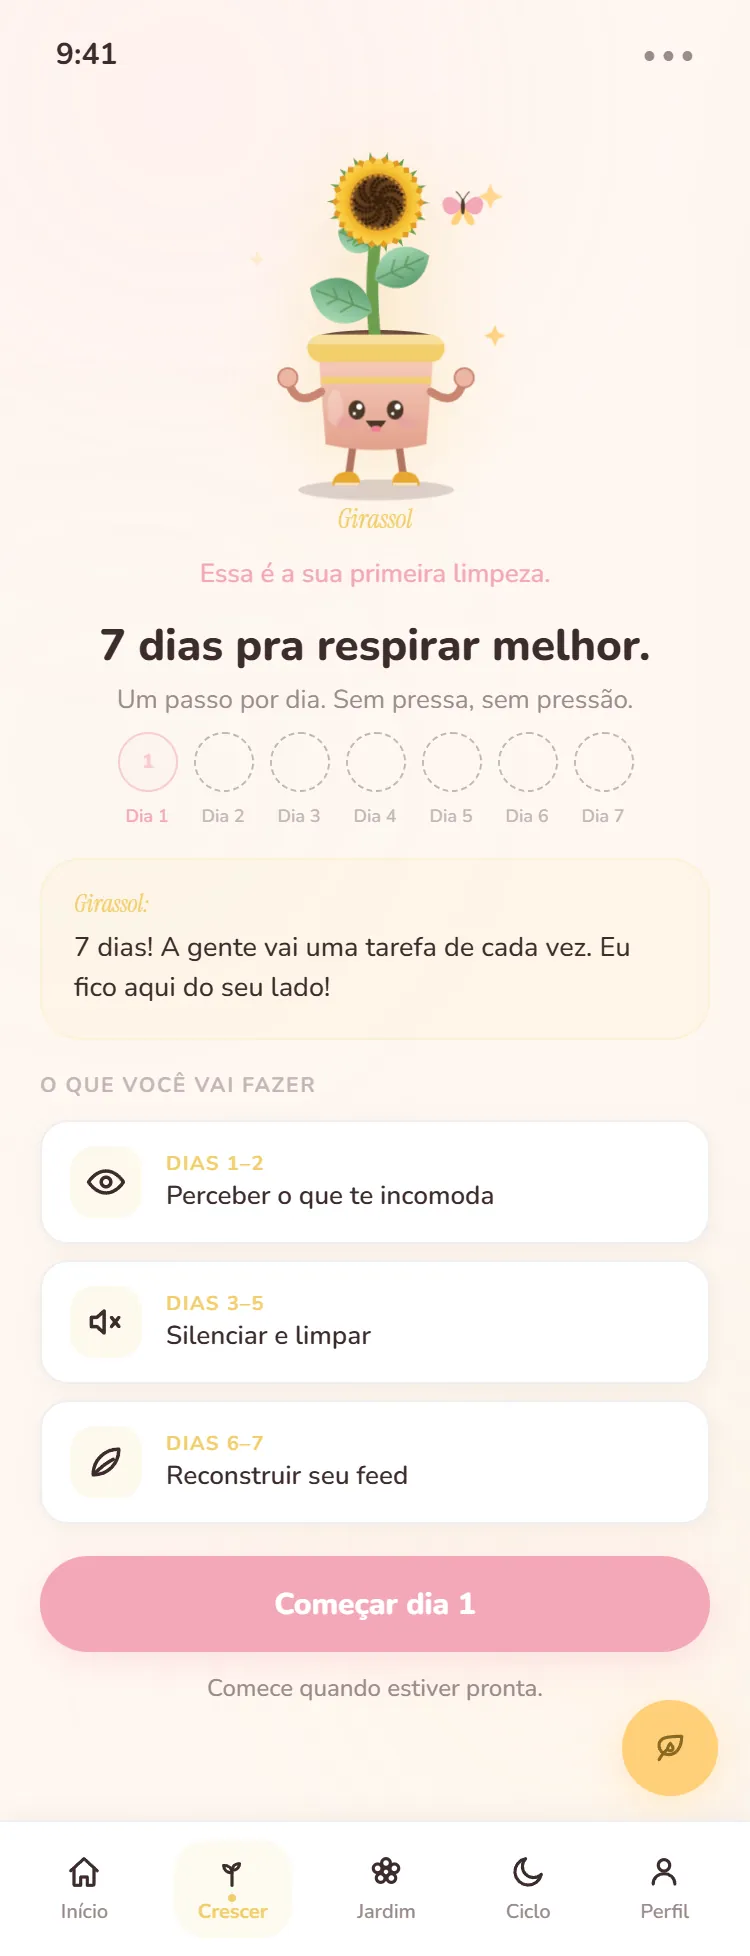 9:41
Girassol
Essa é a sua primeira limpeza.
7 dias pra respirar melhor.
Um passo por dia. Sem pressa, sem pressão.
1
Dia 1 Dia 2 Dia 3 Dia 4 Dia 5 Dia 6 Dia 7
Girassol:
7 dias! A gente vai uma tarefa de cada vez. Eu
fico aqui do seu lado!
O QUE VOCÊ VAI FAZER
DIAS 1–2
Perceber o que te incomoda
DIAS 3–5
Silenciar e limpar
DIAS 6–7
Reconstruir seu feed
Começar dia 1
Comece quando estiver pronta.
Início Crescer Jardim Ciclo Perfil